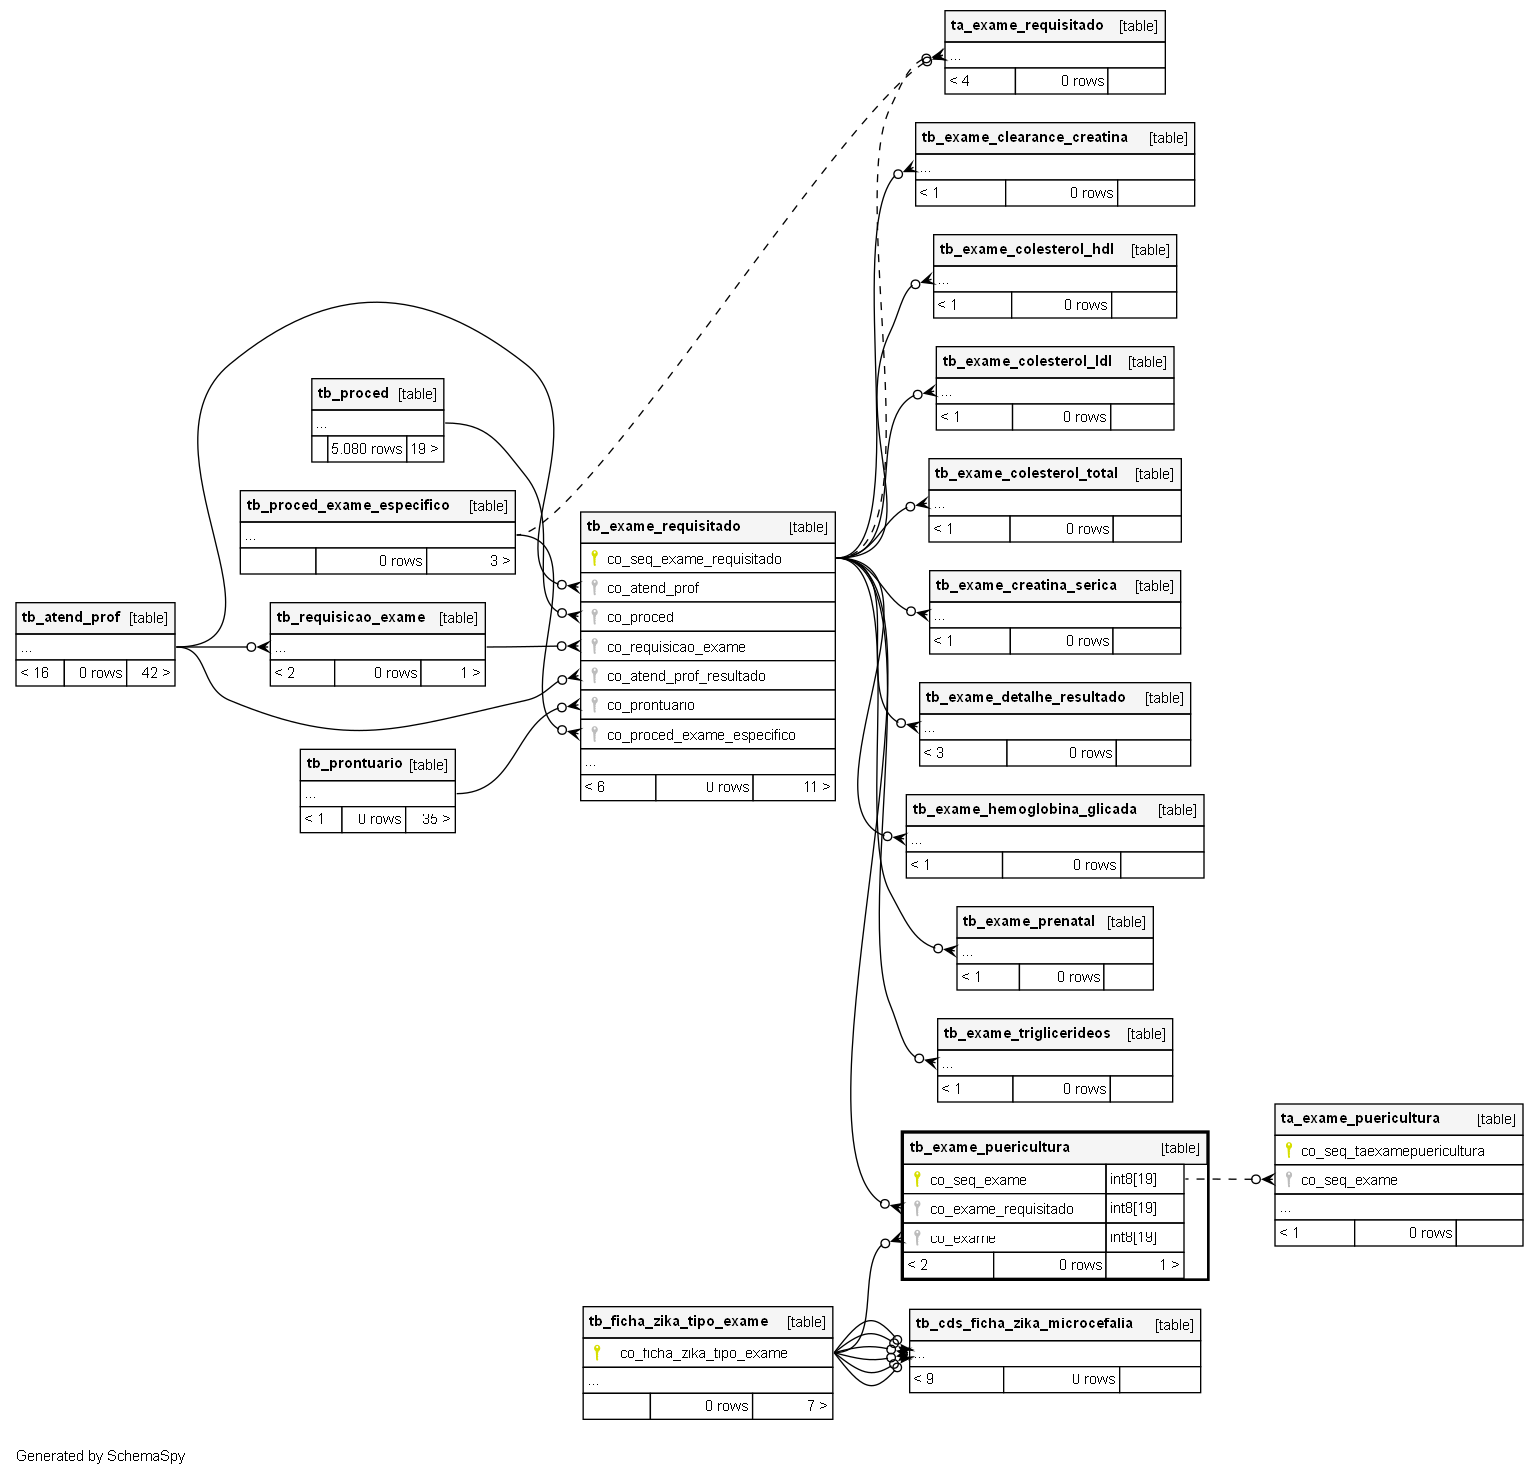 ta_exame_requisitado [table]
...
< 4 0 rows
tb_exame_clearance_creatina [table]
...
< 1 0 rows
tb_exame_colesterol_hdl [table]
...
< 1 0 rows
tb_exame_colesterol_ldl [table]
...
< 1 0 rows
tb_exame_colesterol_total [table]
...
< 1 0 rows
tb_exame_creatina_serica [table]
...
< 1 0 rows
tb_exame_detalhe_resultado [table]
...
< 3 0 rows
tb_exame_hemoglobina_glicada [table]
...
< 1 0 rows
tb_exame_prenatal [table]
...
< 1 0 rows
tb_exame_triglicerideos [table]
...
< 1 0 rows
tb_proced [table]
...
5.080 rows 19 >
tb_proced_exame_especifico [table]
...
0 rows 3 >
tb_atend_prof [table]
...
< 16 0 rows 42 >
tb_requisicao_exame [table]
...
< 2 0 rows 1 >
tb_prontuario [table]
...
< 1 0 rows 35 >
tb_exame_requisitado [table]
co_seq_exame_requisitado
co_atend_prof
co_proced
co_requisicao_exame
co_atend_prof_resultado
co_prontuario
co_proced_exame_especifico
...
< 6 0 rows 11 >
tb_exame_puericultura [table]
co_seq_exame int8[19]
co_exame_requisitado int8[19]
co_exame int8[19]
< 2 0 rows 1 >
ta_exame_puericultura [table]
co_seq_taexamepuericultura
co_seq_exame
...
< 1 0 rows
tb_ficha_zika_tipo_exame [table]
co_ficha_zika_tipo_exame
...
0 rows 7 >
tb_cds_ficha_zika_microcefalia [table]
...
< 9 0 rows
Generated by SchemaSpy